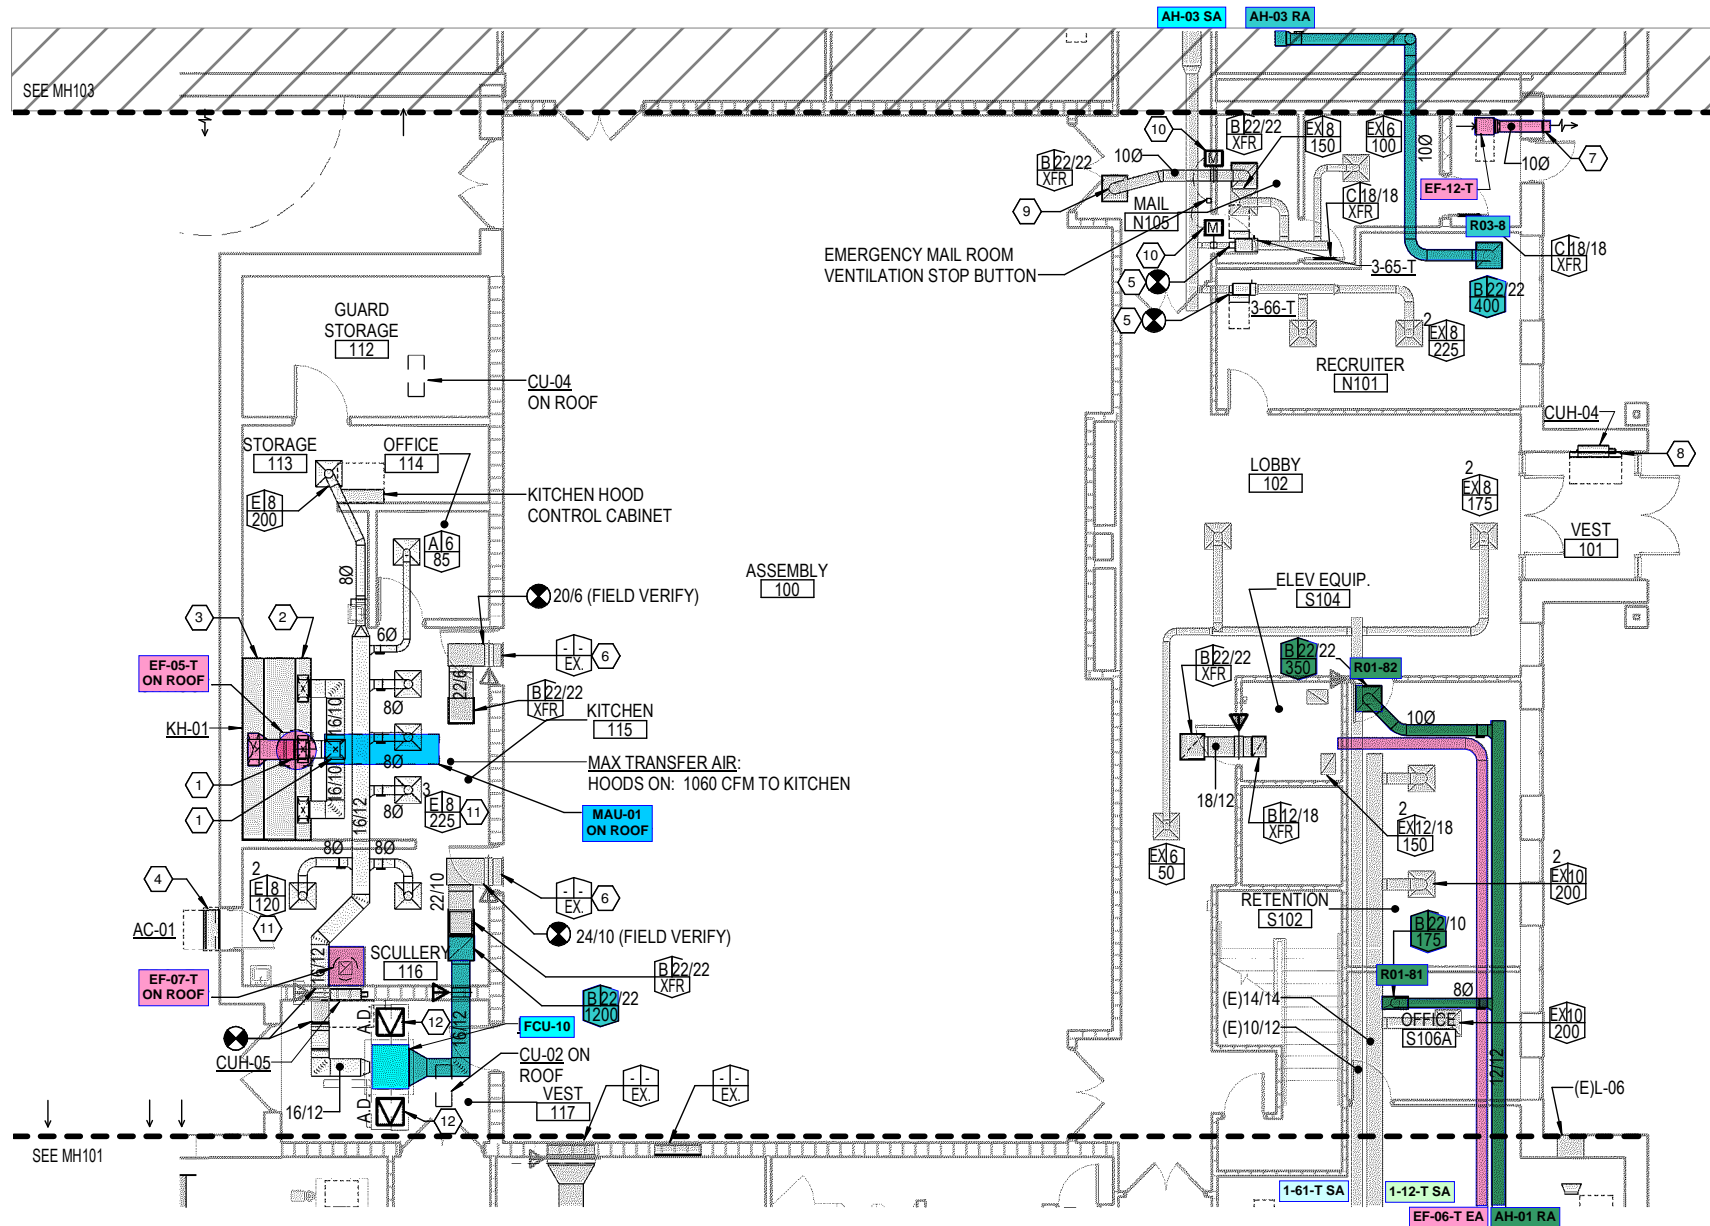 AH-03 SA
AH-03 RA
SEE MH103
10
B 22/22
XFR
EX 8
150
EX 6
100
10Ø
10Ø
7
10Ø
B 22/22
XFR
9
MAIL
N105
C 18/18
XFR
EF-12-T
R03-8
C 18/18
XFR
EMERGENCY MAIL ROOM
VENTILATION STOP BUTTON
M
M
10
5
5
3-65-T
3-66-T
B 22/22
400
2
EX 8
225
GUARD
STORAGE
112
CU-04
ON ROOF
RECRUITER
N101
CUH-04
8
STORAGE
113
OFFICE
114
E 8
200
KITCHEN HOOD
CONTROL CABINET
LOBBY
102
2
EX 8
175
VEST
101
A 6
85
8Ø
ASSEMBLY
100
ELEV EQUIP.
S104
20/6 (FIELD VERIFY)
3
2
6Ø
- -
EX.
6
EF-05-T
ON ROOF
22/6
B 22/22
XFR
B 22/22
XFR
B 22/22
350
R01-82
8Ø
16/10
KH-01
KITCHEN
115
10Ø
8Ø
MAX TRANSFER AIR:
HOODS ON: 1060 CFM TO KITCHEN
1
16/10
1
8Ø
3
E 8
225
11
MAU-01
ON ROOF
18/12
B 12/18
XFR
2
EX 12/18
150
16/12
8Ø
8Ø
EX 6
50
4
2
E 8
120
11
22/10
- -
EX.
6
2
EX 10
200
RETENTION
S102
AC-01
24/10 (FIELD VERIFY)
B 22/10
175
SCULLERY
116
16/12
B 22/22
XFR
EF-07-T
ON ROOF
R01-81
8Ø
B 22/22
1200
(E)14/14
(E)10/12
OFFICE
S106A
EX 10
200
A.D.
12
FCU-10
16/12
CUH-05
CU-02 ON
ROOF
12/12
16/12
A.D.
12
VEST
117
- -
EX.
- -
EX.
(E)L-06
SEE MH101
1-61-T SA
1-12-T SA
EF-06-T EA
AH-01 RA